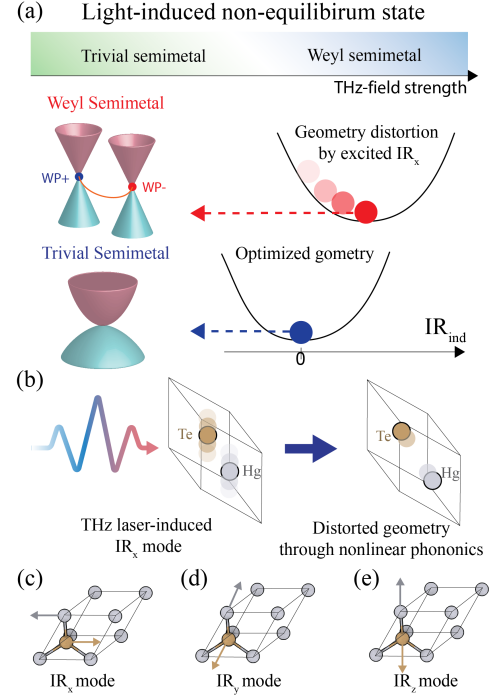 (a) Light-induced non-equilibirum state
Trivial semimetal Weyl semimetal
THz-field strength
Weyl Semimetal
WP+
WP-
Geometry distortion
by excited IRx
Trivial Semimetal
Optimized gometry
IRind
0
(b)
Te
Hg
Te
Hg
THz laser-induced
IRx mode
Distorted geometry
through nonlinear phononics
(c) (d) (e)
IRx mode IRy mode IRz mode